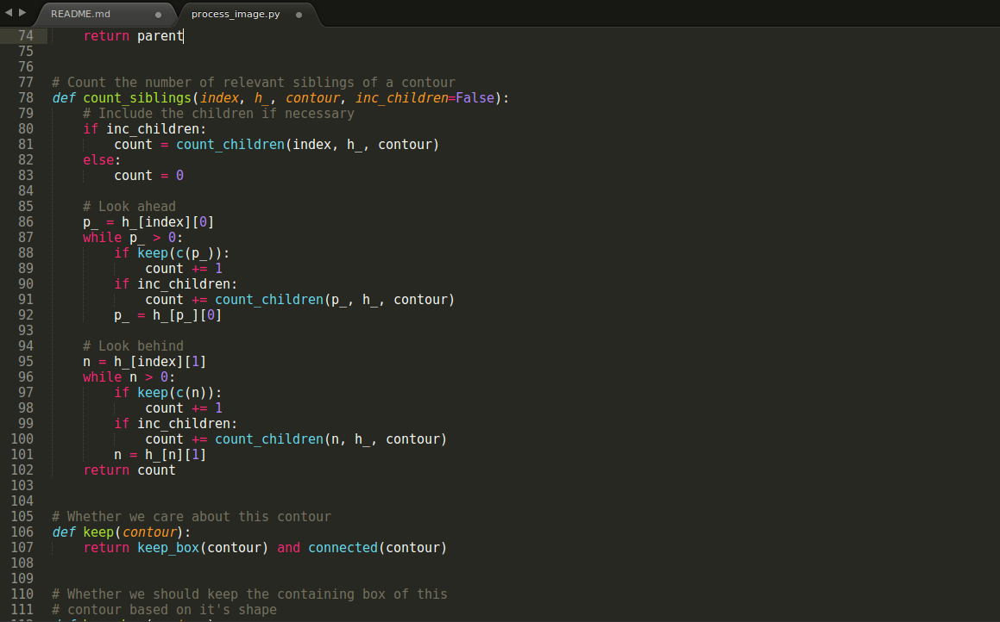 README.md
process_image.py
74 return parent
75
76
77 # Count the number of relevant siblings of a contour
78 def count_siblings(index, h_, contour, inc_children=False):
79 # Include the children if necessary
80 if inc_children:
81 count = count_children(index, h_, contour)
82 else:
83 count = 0
84
85 # Look ahead
86 p_ = h_[index][0]
87 while p_ > 0:
88 if keep(c(p_)):
89 count += 1
90 if inc_children:
91 count += count_children(p_, h_, contour)
92 p_ = h_[p_][0]
93
94 # Look behind
95 n = h_[index][1]
96 while n > 0:
97 if keep(c(n)):
98 count += 1
99 if inc_children:
100 count += count_children(n, h_, contour)
101 n = h_[n][1]
102 return count
103
104
105 # Whether we care about this contour
106 def keep(contour):
107 return keep_box(contour) and connected(contour)
108
109
110 # Whether we should keep the containing box of this
111 # contour based on it's shape